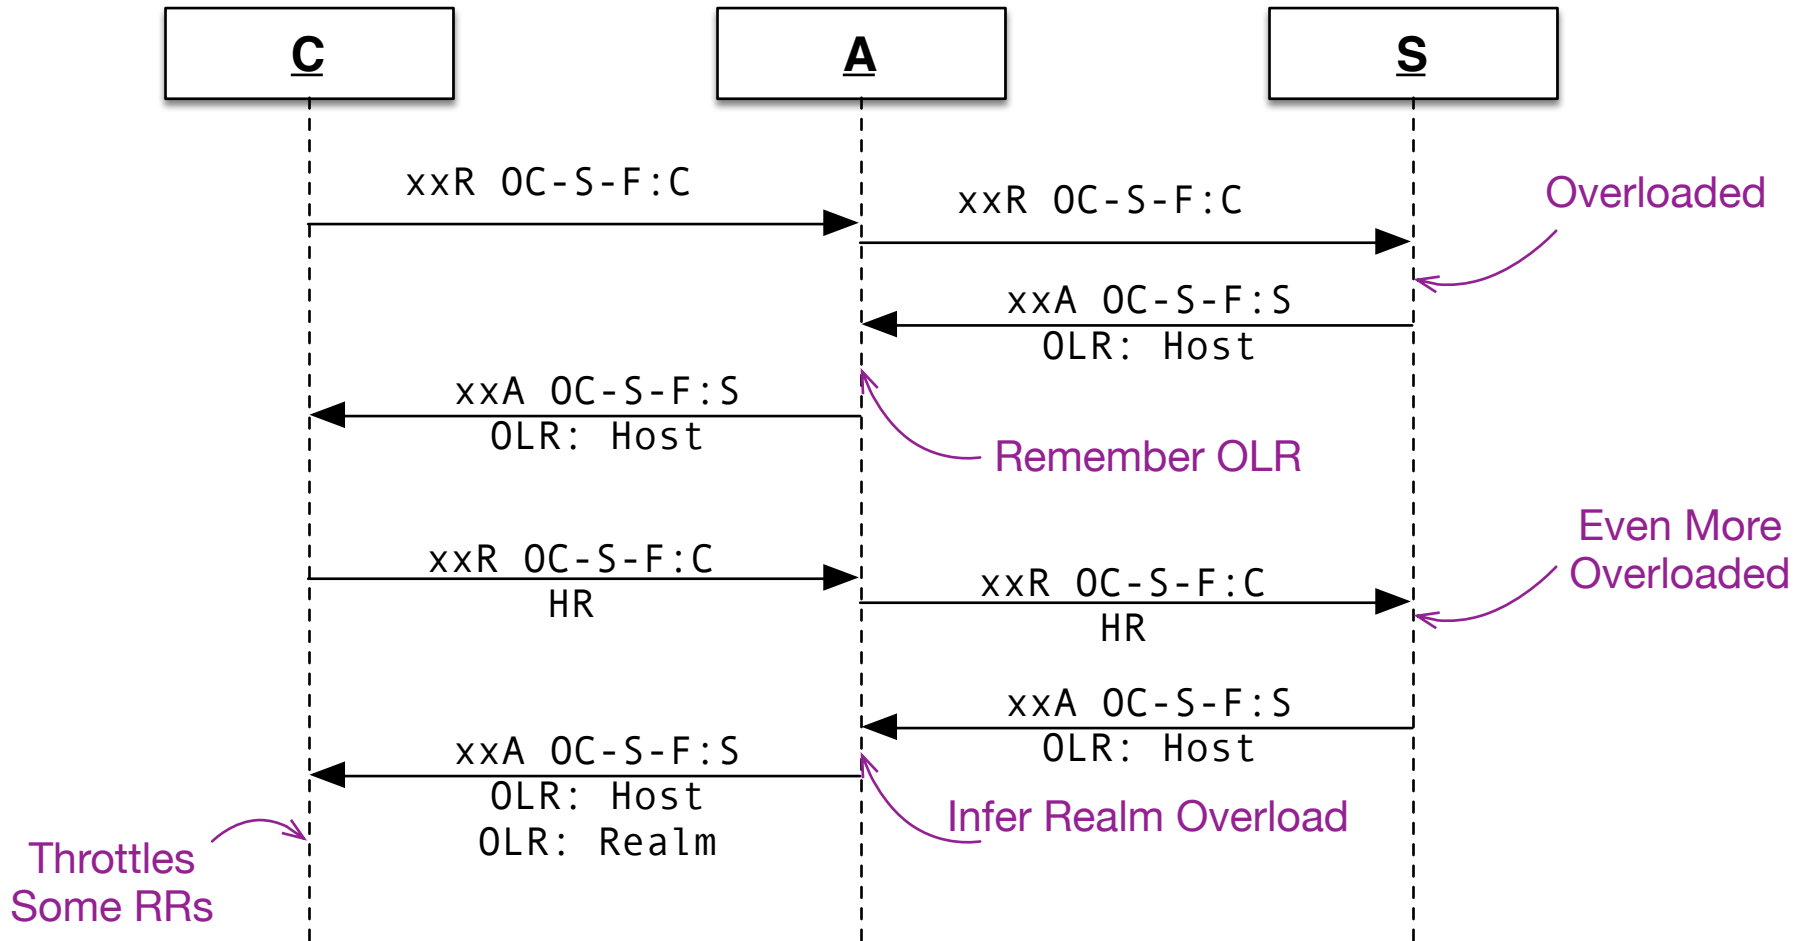 C
A
S
xxR OC-S-F:C
xxR OC-S-F:C
Overloaded
xxA OC-S-F:S
OLR: Host
xxA OC-S-F:S
OLR: Host
Remember OLR
xxR OC-S-F:C
HR
xxR OC-S-F:C
HR
Even More
Overloaded
xxA OC-S-F:S
OLR: Host
xxA OC-S-F:S
OLR: Host
OLR: Realm
Infer Realm Overload
Throttles
Some RRs